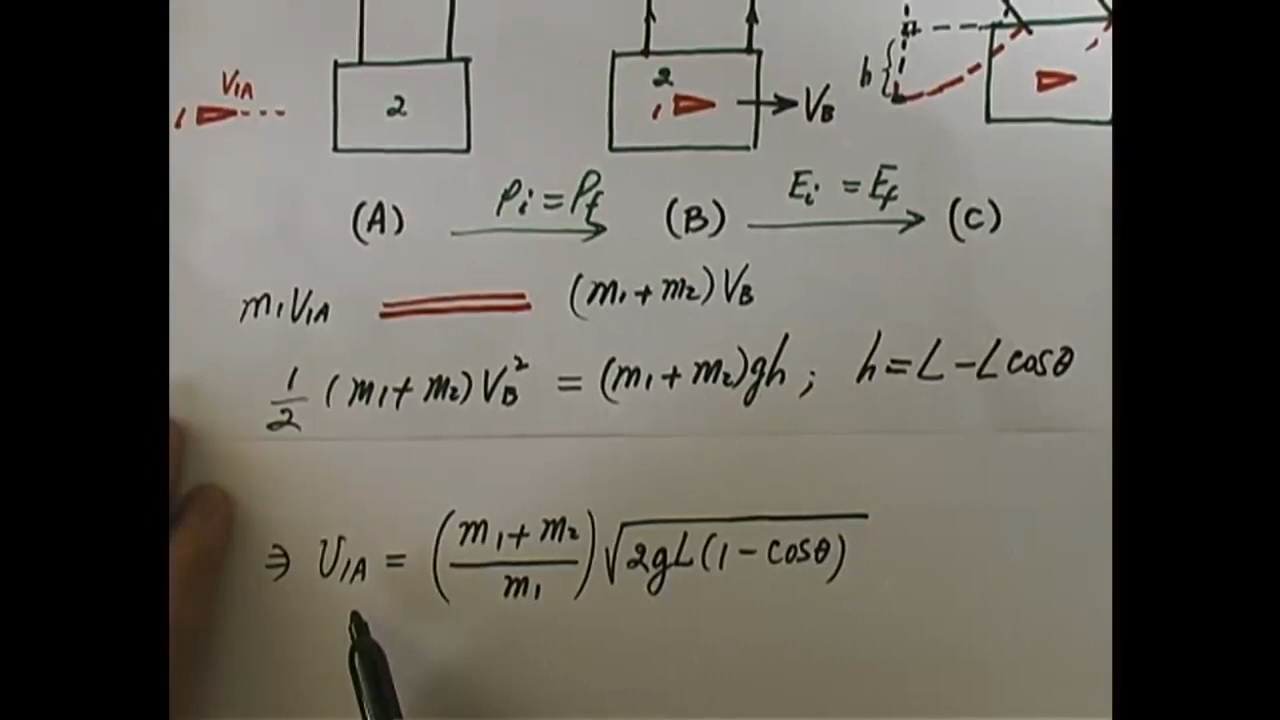 V1A 2 1 2 1 VB h
(A) Pi = Pf (B) Ei = Ef (C)
m1V1A = (m1 + m2) VB
1/2 (m1 + m2) VB² = (m1 + m2)gh ; h = L - L cosθ
⇒ V1A = ((m1 + m2)/m1) √(2gL(1 - cosθ))